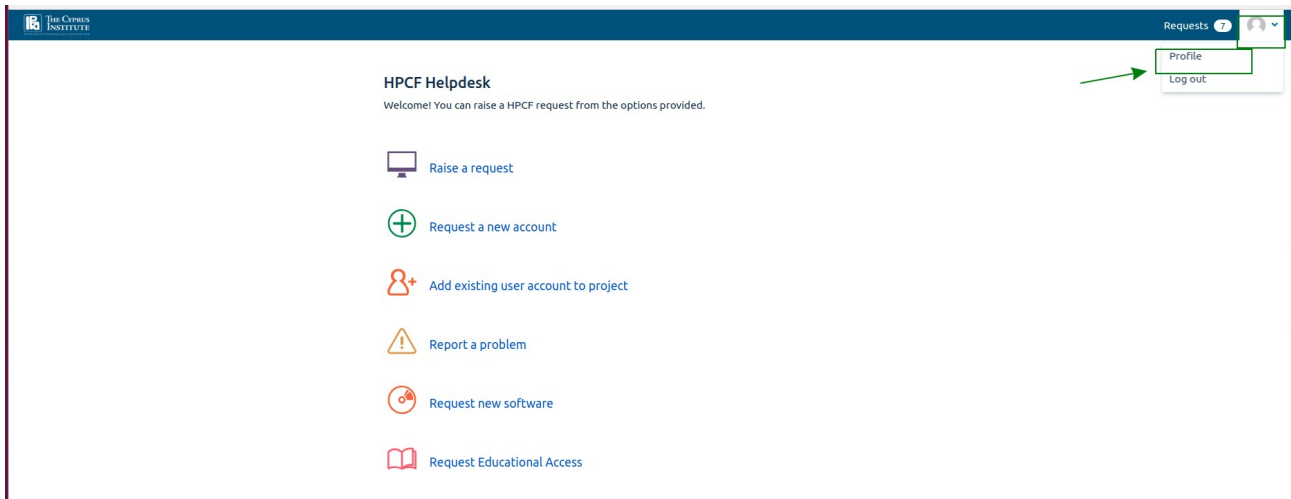 THE CYPRUS
INSTITUTE
Requests 7
Profile
Log out
HPCF Helpdesk
Welcome! You can raise a HPCF request from the options provided.
Raise a request
Request a new account
Add existing user account to project
Report a problem
Request new software
Request Educational Access